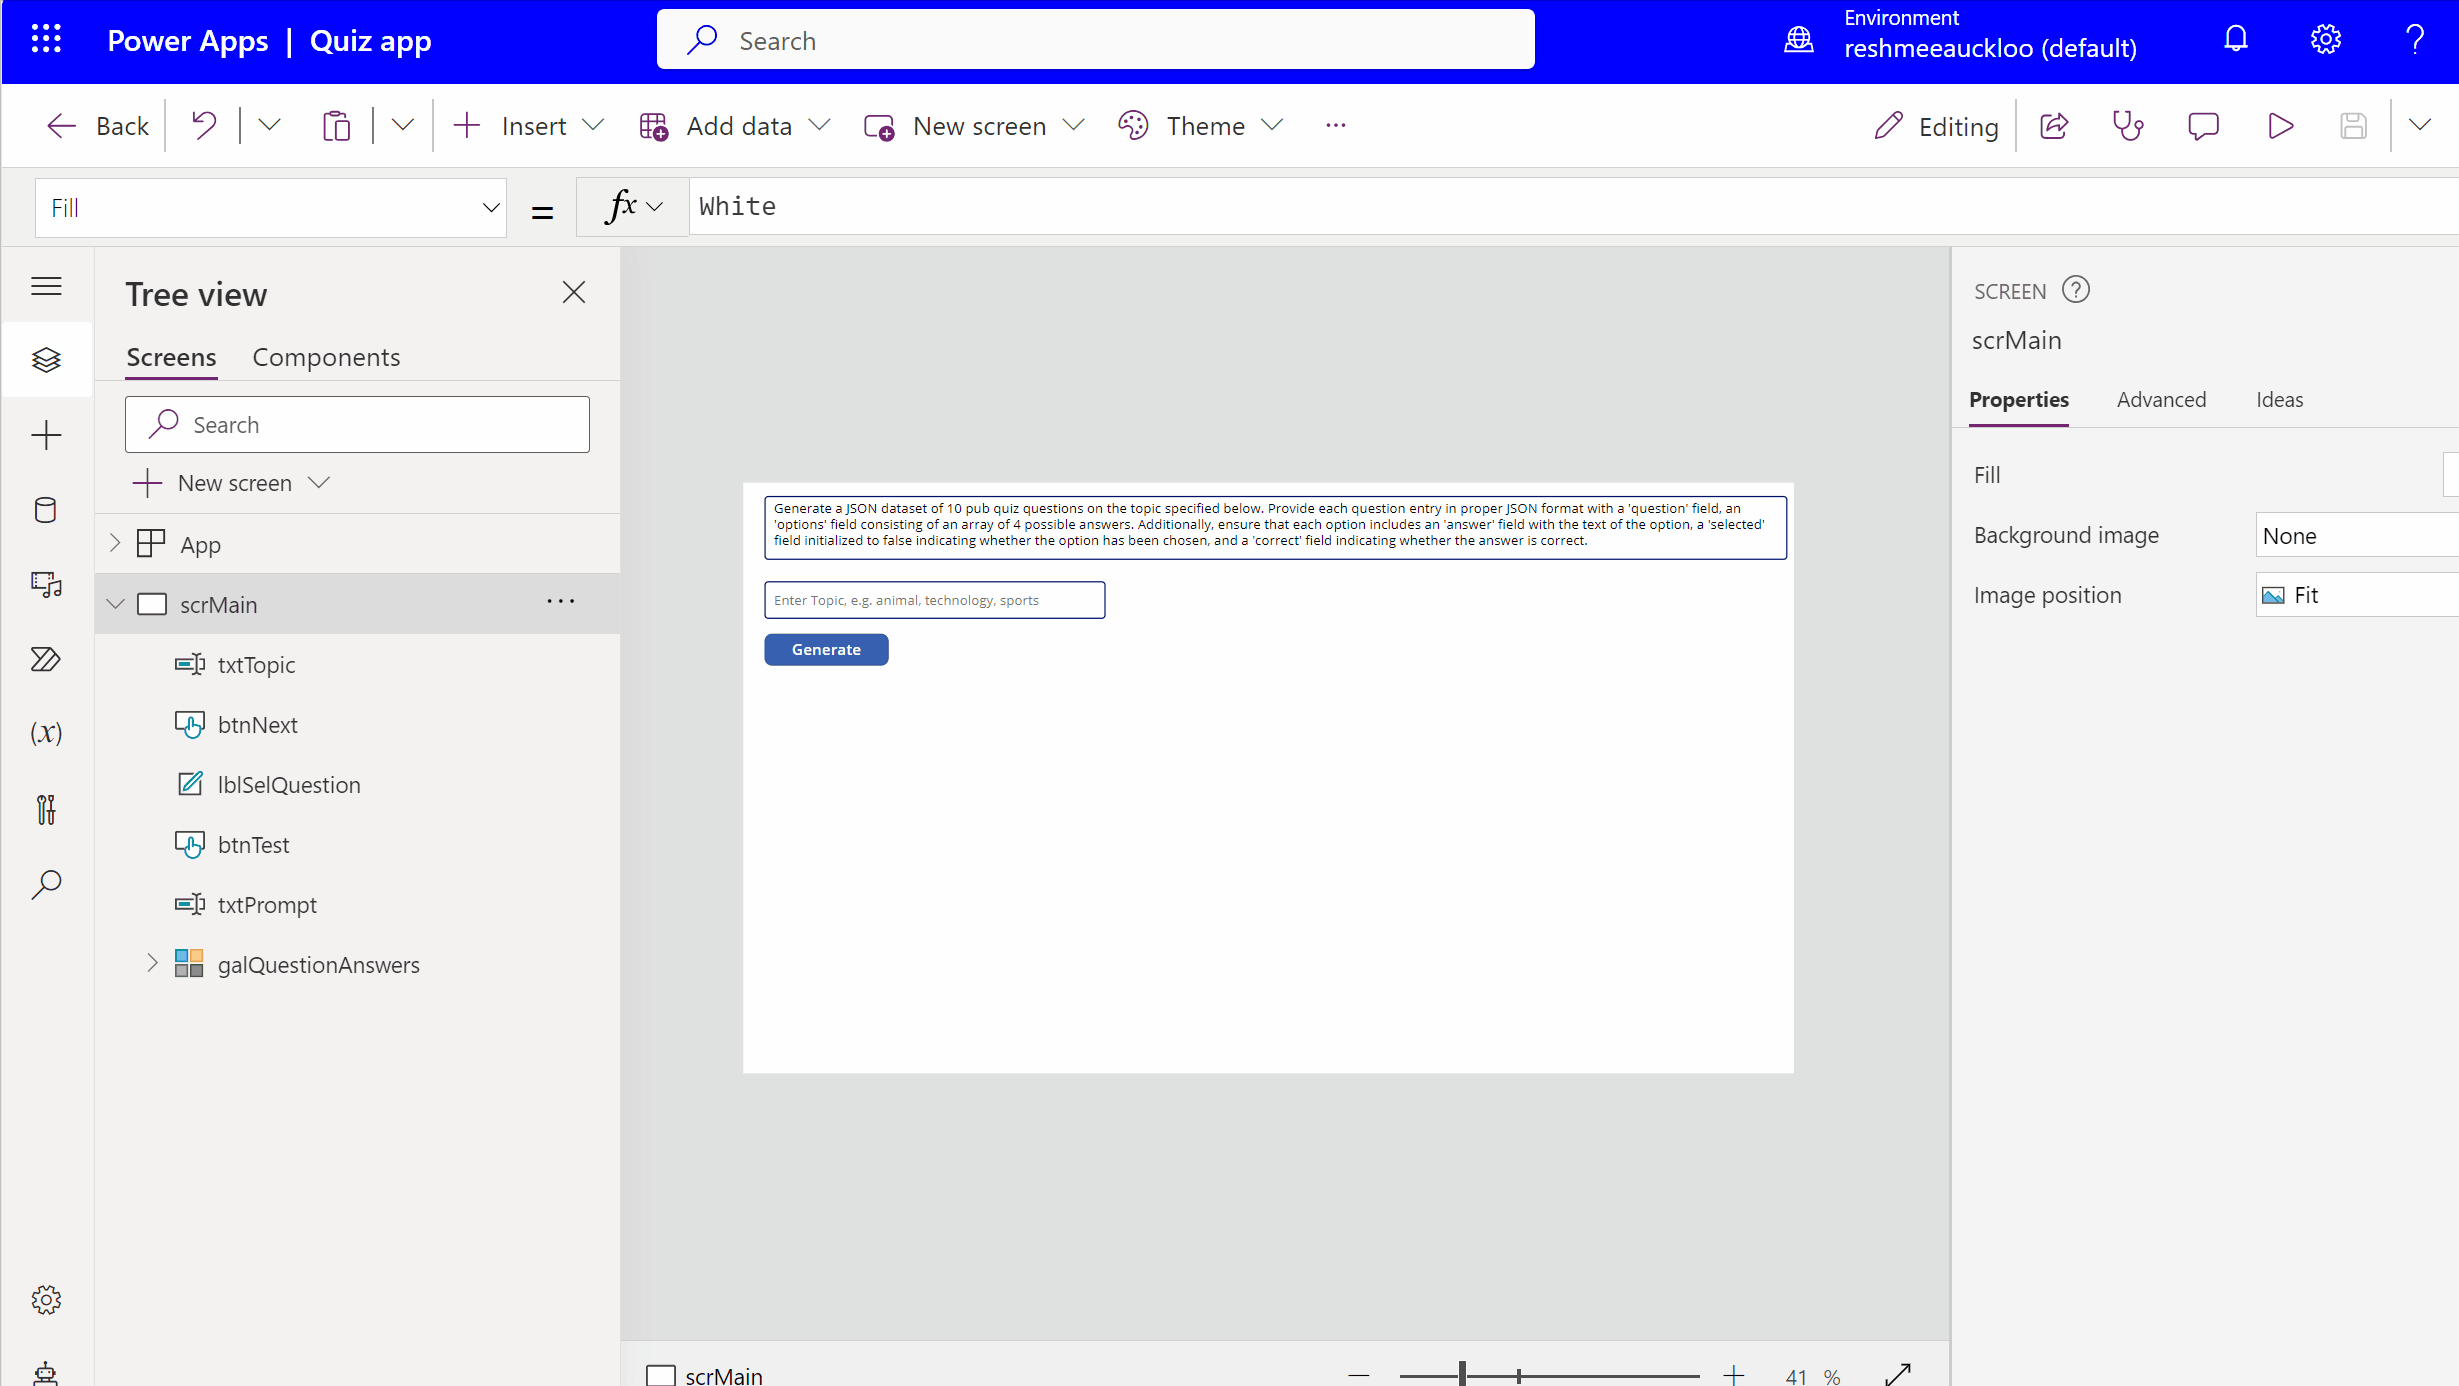 Power Apps | Quiz app
Search
Environment
reshmeeauckloo (default)
Back
Insert
Add data
New screen
Theme
Editing
Fill
=
fx
White
Tree view
Screens
Components
Search
New screen
App
scrMain
txtTopic
btnNext
lblSelQuestion
btnTest
txtPrompt
galQuestionAnswers
Generate a JSON dataset of 10 pub quiz questions on the topic specified below. Provide each question entry in proper JSON format with a 'question' field, an
'options' field consisting of an array of 4 possible answers. Additionally, ensure that each option includes an 'answer' field with the text of the option, a 'selected'
field initialized to false indicating whether the option has been chosen, and a 'correct' field indicating whether the answer is correct.
Enter Topic, e.g. animal, technology, sports
Generate
SCREEN
scrMain
Properties
Advanced
Ideas
Fill
Background image
None
Image position
Fit
scrMain
41 %